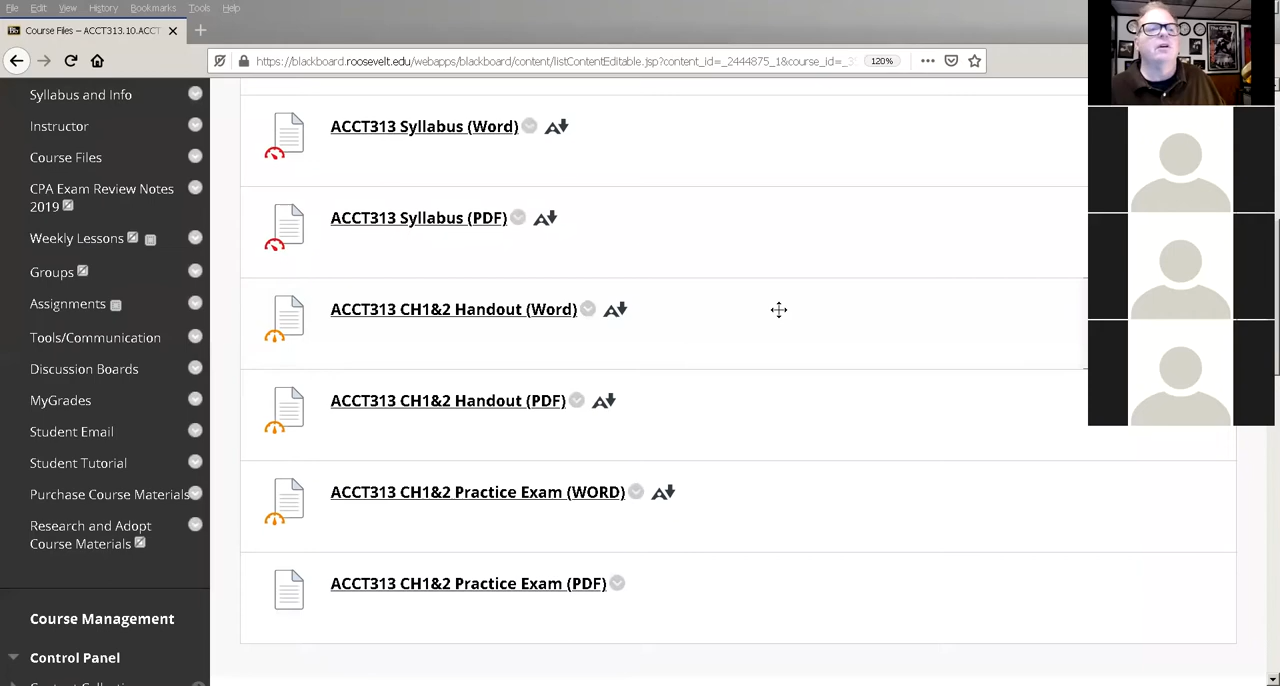 File Edit View History Bookmarks Tools Help
Course Files – ACCT313.10.ACCT
https://blackboard.roosevelt.edu/webapps/blackboard/content/listContentEditable.jsp?content_id=_2444875_1&course_id=_3
120%
Syllabus and Info
Instructor
Course Files
CPA Exam Review Notes
2019
Weekly Lessons
Groups
Assignments
Tools/Communication
Discussion Boards
MyGrades
Student Email
Student Tutorial
Purchase Course Materials
Research and Adopt
Course Materials
Course Management
Control Panel
ACCT313 Syllabus (Word)
ACCT313 Syllabus (PDF)
ACCT313 CH1&2 Handout (Word)
ACCT313 CH1&2 Handout (PDF)
ACCT313 CH1&2 Practice Exam (WORD)
ACCT313 CH1&2 Practice Exam (PDF)